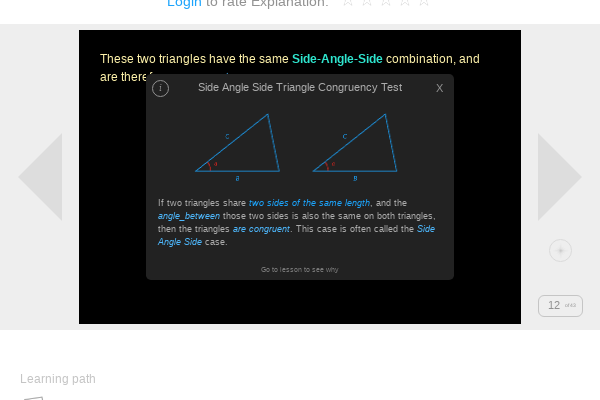 Login to rate Explanation.
These two triangles have the same Side-Angle-Side combination, and
are
i
Side Angle Side Triangle Congruency Test
X
C
a
B
C
a
B
If two triangles share two sides of the same length, and the
angle_between those two sides is also the same on both triangles,
then the triangles are congruent. This case is often called the Side
Angle Side case.
Go to lesson to see why
12
Learning path